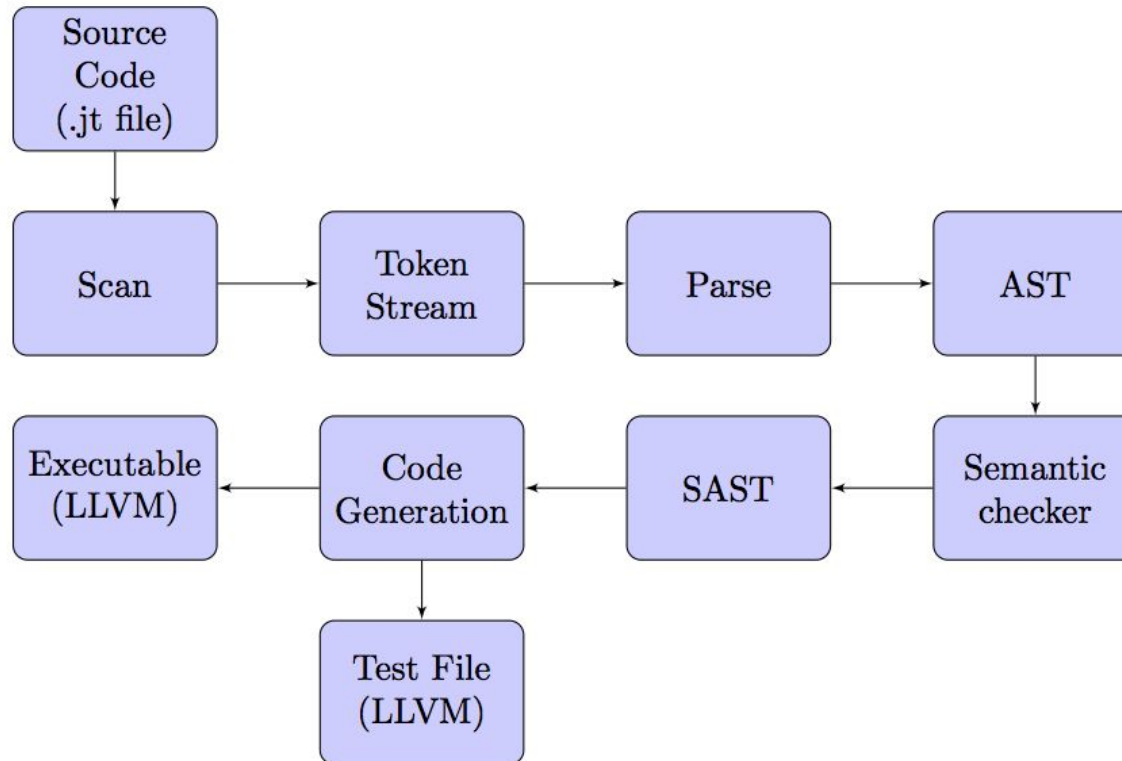 Source
Code
(.jt file)
Scan
Token
Stream
Parse
AST
Executable
(LLVM)
Code
Generation
SAST
Semantic
checker
Test File
(LLVM)